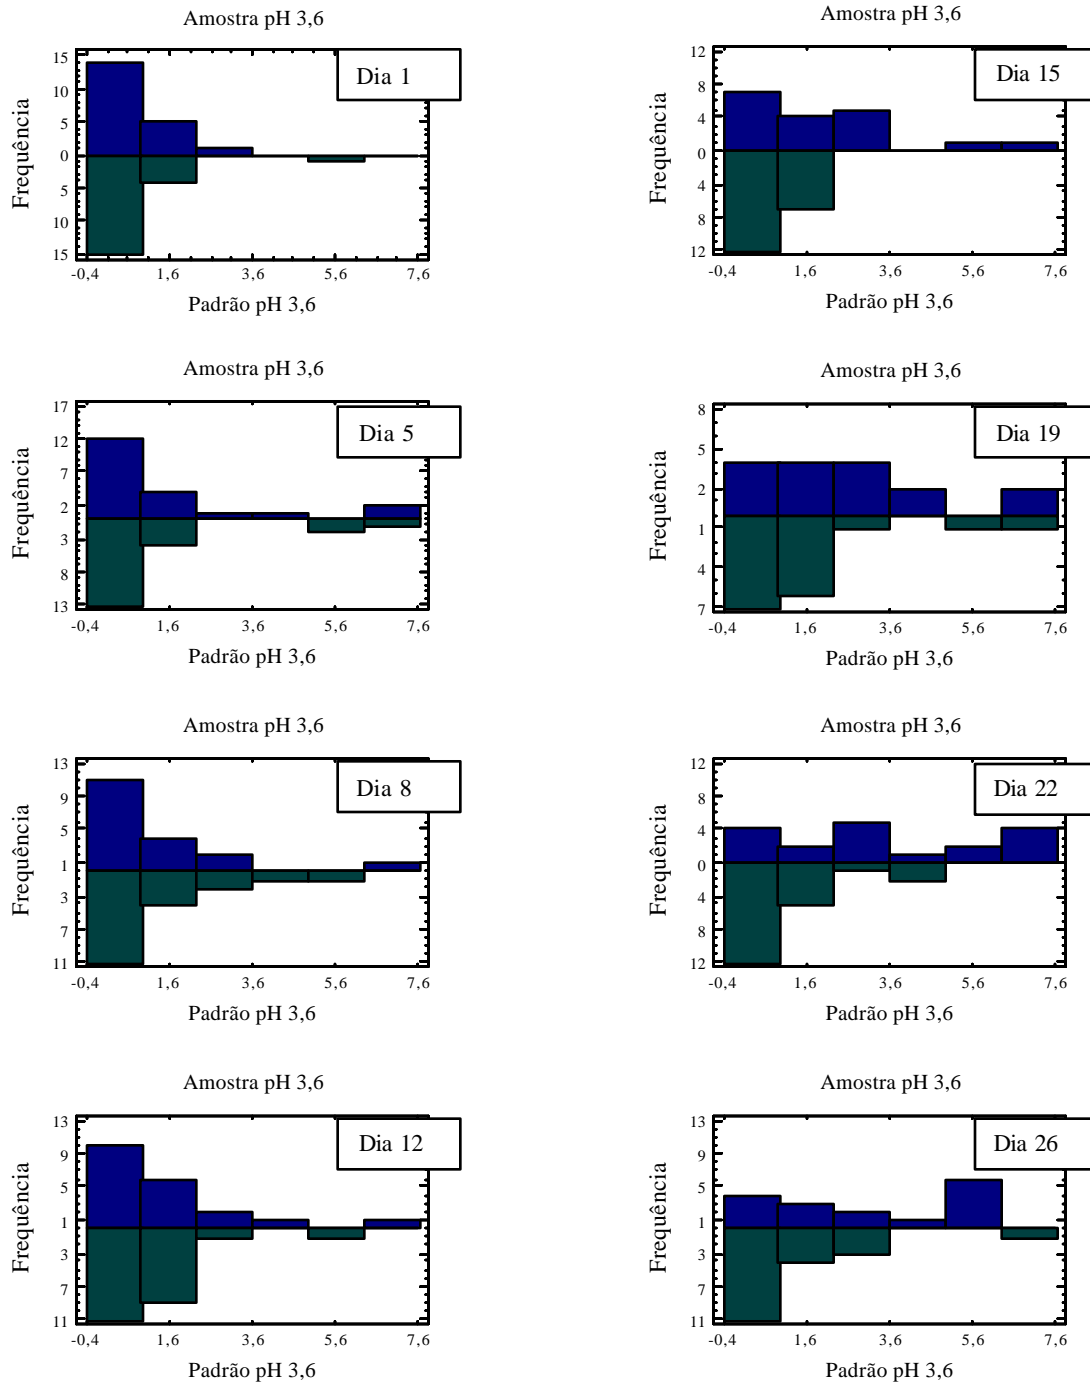 Amostra pH 3,6
Dia 1
Frequência
15
10
5
0
5
10
15
-0,4 1,6 3,6 5,6 7,6
Padrão pH 3,6
Amostra pH 3,6
Dia 15
Frequência
12
8
4
0
4
8
12
-0,4 1,6 3,6 5,6 7,6
Padrão pH 3,6
Amostra pH 3,6
Dia 5
Frequência
17
12
7
2
3
8
13
-0,4 1,6 3,6 5,6 7,6
Padrão pH 3,6
Amostra pH 3,6
Dia 19
Frequência
8
5
2
1
4
7
-0,4 1,6 3,6 5,6 7,6
Padrão pH 3,6
Amostra pH 3,6
Dia 8
Frequência
13
9
5
1
3
7
11
-0,4 1,6 3,6 5,6 7,6
Padrão pH 3,6
Amostra pH 3,6
Dia 22
Frequência
12
8
4
0
4
8
12
-0,4 1,6 3,6 5,6 7,6
Padrão pH 3,6
Amostra pH 3,6
Dia 12
Frequência
13
9
5
1
3
7
11
-0,4 1,6 3,6 5,6 7,6
Padrão pH 3,6
Amostra pH 3,6
Dia 26
Frequência
13
9
5
1
3
7
11
-0,4 1,6 3,6 5,6 7,6
Padrão pH 3,6